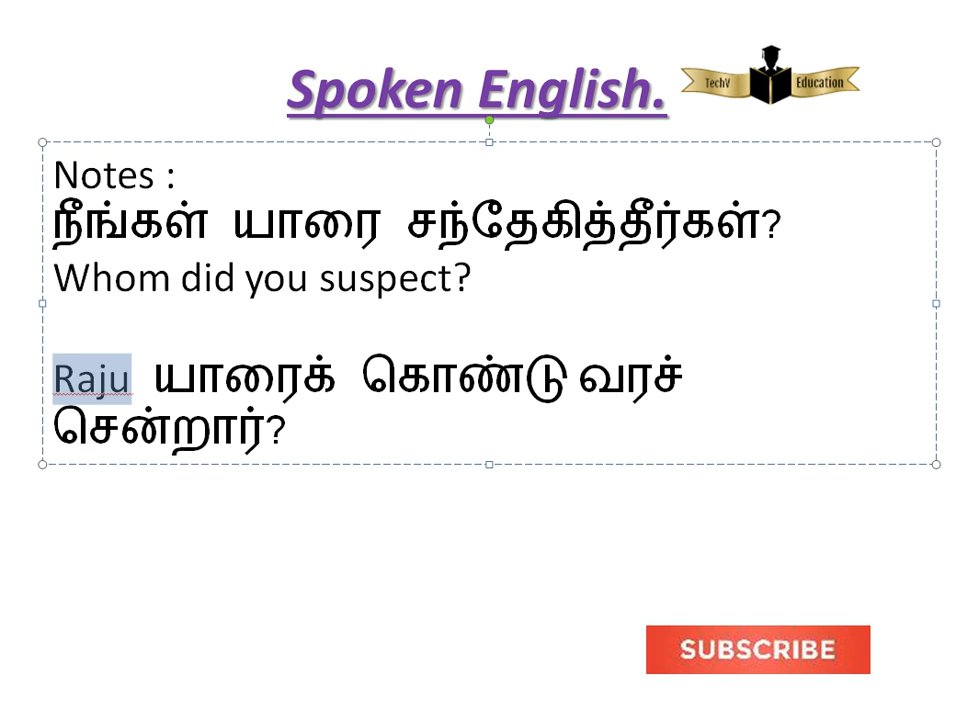 Spoken English.
TechV Education
Notes :
நீங்கள் யாரை சந்தேகித்தீர்கள்?
Whom did you suspect?
Raju யாரைக் கொண்டு வரச்
சென்றார்?
SUBSCRIBE